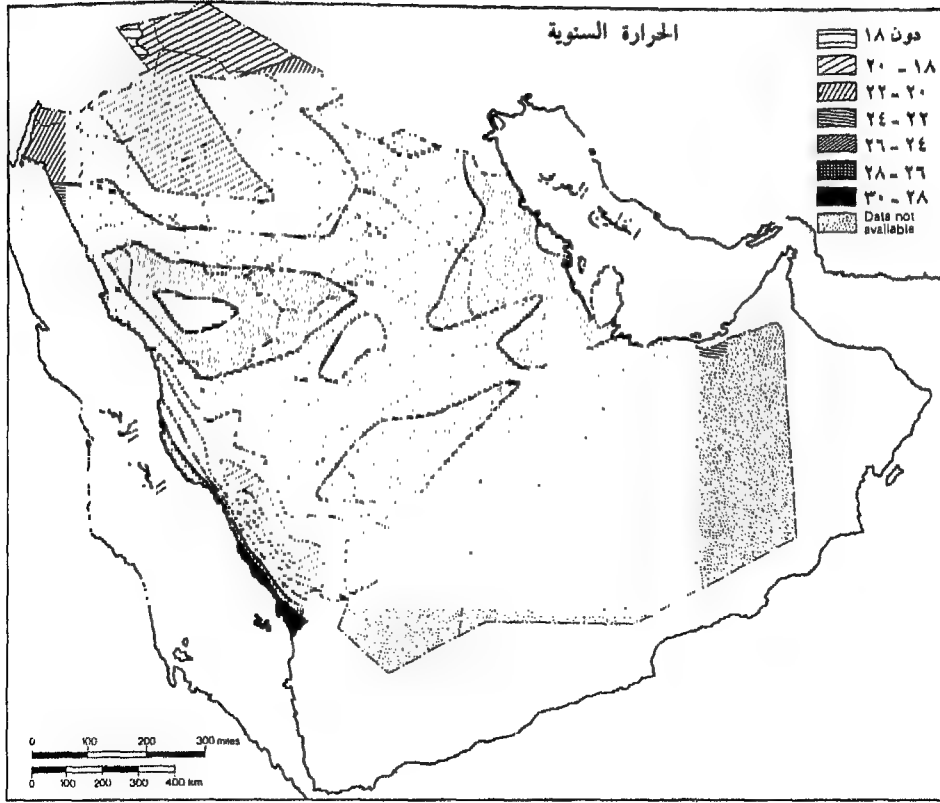 الحرارة السنوية
دون ١٨
١٨ - ٢٠
٢٠ - ٢٢
٢٢ - ٢٤
٢٤ - ٢٦
٢٦ - ٢٨
٢٨ - ٣٠
Data not
available
الخليج العربي
0 100 200 300 miles
0 100 200 300 400 km